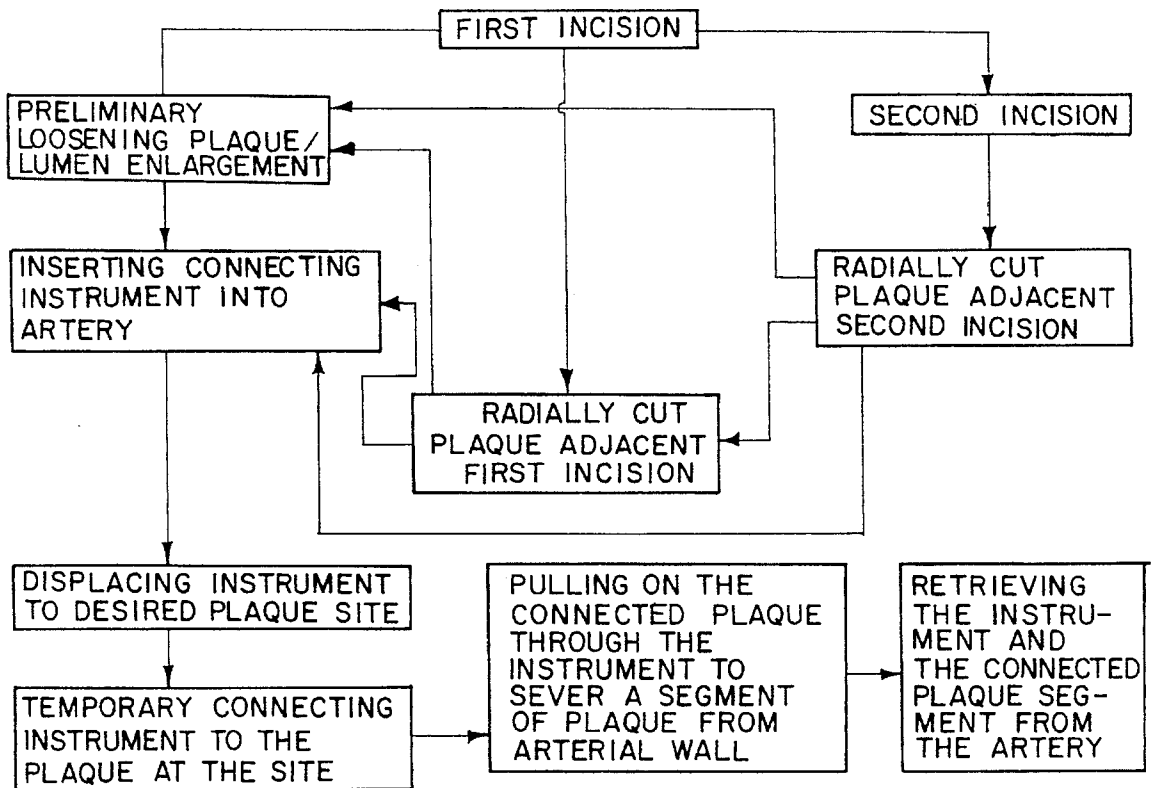 FIRST INCISION
PRELIMINARY
LOOSENING PLAQUE/
LUMEN ENLARGEMENT
SECOND INCISION
INSERTING CONNECTING
INSTRUMENT INTO
ARTERY
RADIALLY CUT
PLAQUE ADJACENT
SECOND INCISION
RADIALLY CUT
PLAQUE ADJACENT
FIRST INCISION
DISPLACING INSTRUMENT
TO DESIRED PLAQUE SITE
TEMPORARY CONNECTING
INSTRUMENT TO THE
PLAQUE AT THE SITE
PULLING ON THE
CONNECTED PLAQUE
THROUGH THE
INSTRUMENT TO
SEVER A SEGMENT
OF PLAQUE FROM
ARTERIAL WALL
RETRIEVING
THE INSTRU-
MENT AND
THE CONNECTED
PLAQUE SEG-
MENT FROM
THE ARTERY